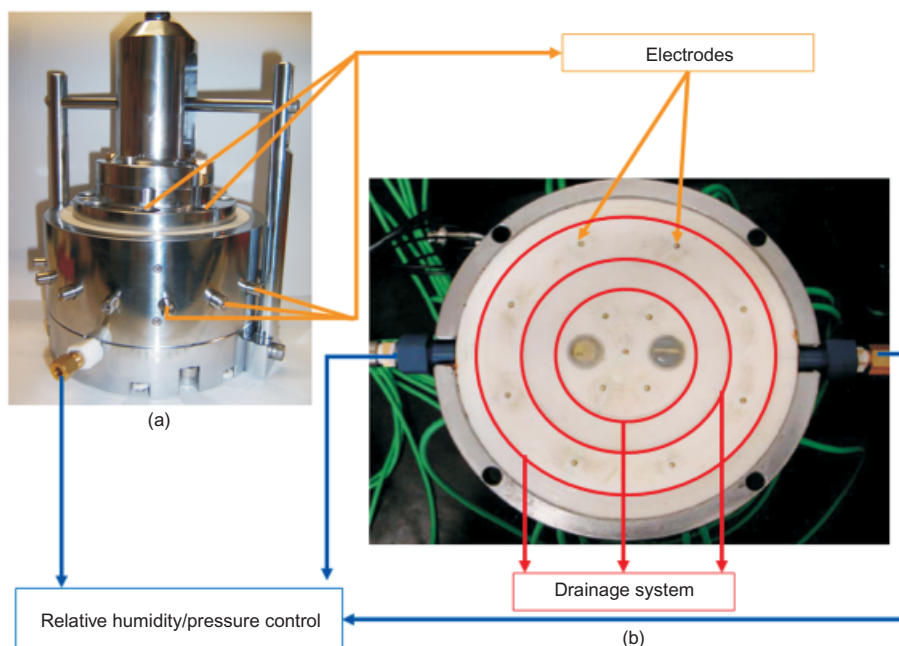 Electrodes
(a)
Drainage system
Relative humidity/pressure control
(b)